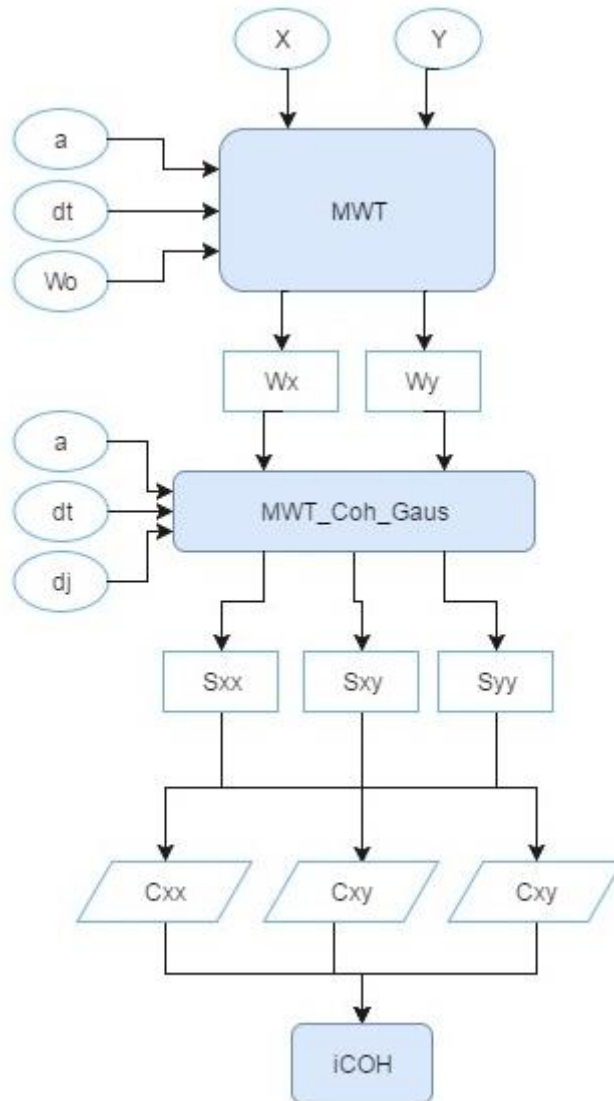 X
Y
a
MWT
dt
Wo
Wx
Wy
a
MWT_Coh_Gaus
dt
dj
Sxx
Sxy
Syy
Cxx
Cxy
Cxy
iCOH